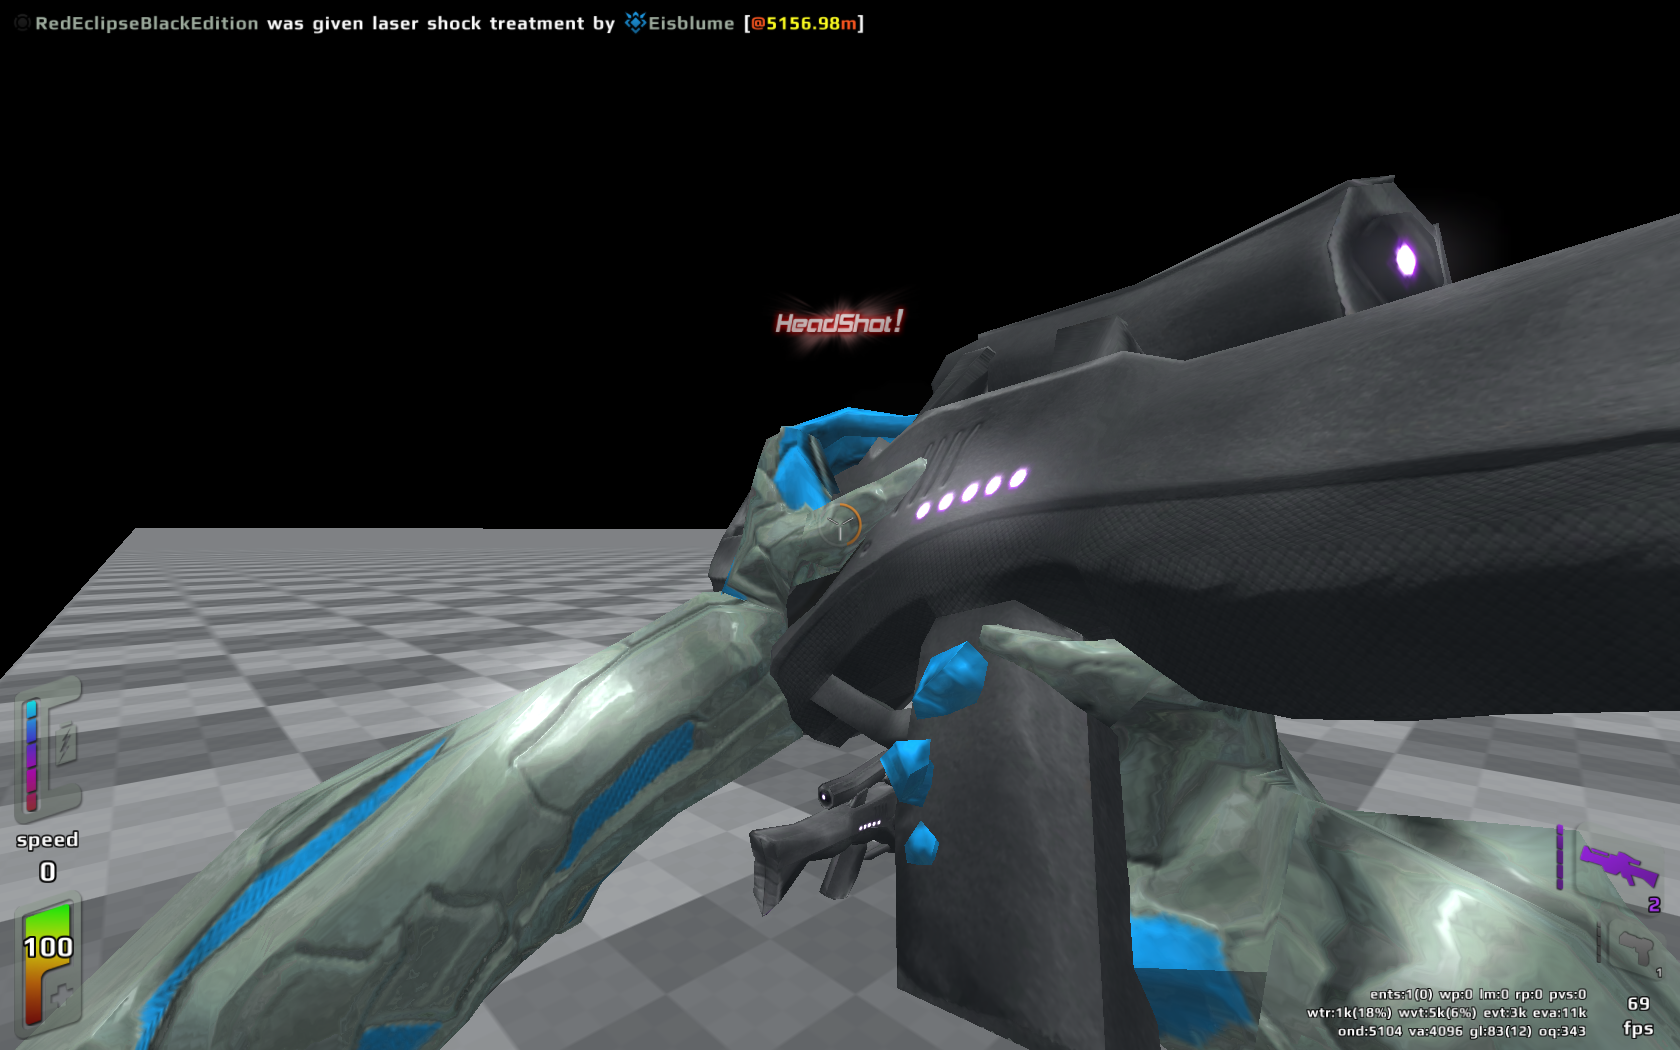 RedEclipseBlackEdition was given laser shock treatment by Eisblume [@5156.98m]
HeadShot!
speed
0
100
2
1
ents:1(0) wp:0 lm:0 rp:0 pvs:0
wtr:1k(18%) wvt:5k(6%) evt:3k eva:11k
ond:5104 va:4096 gl:83(12) oq:343
69
fps